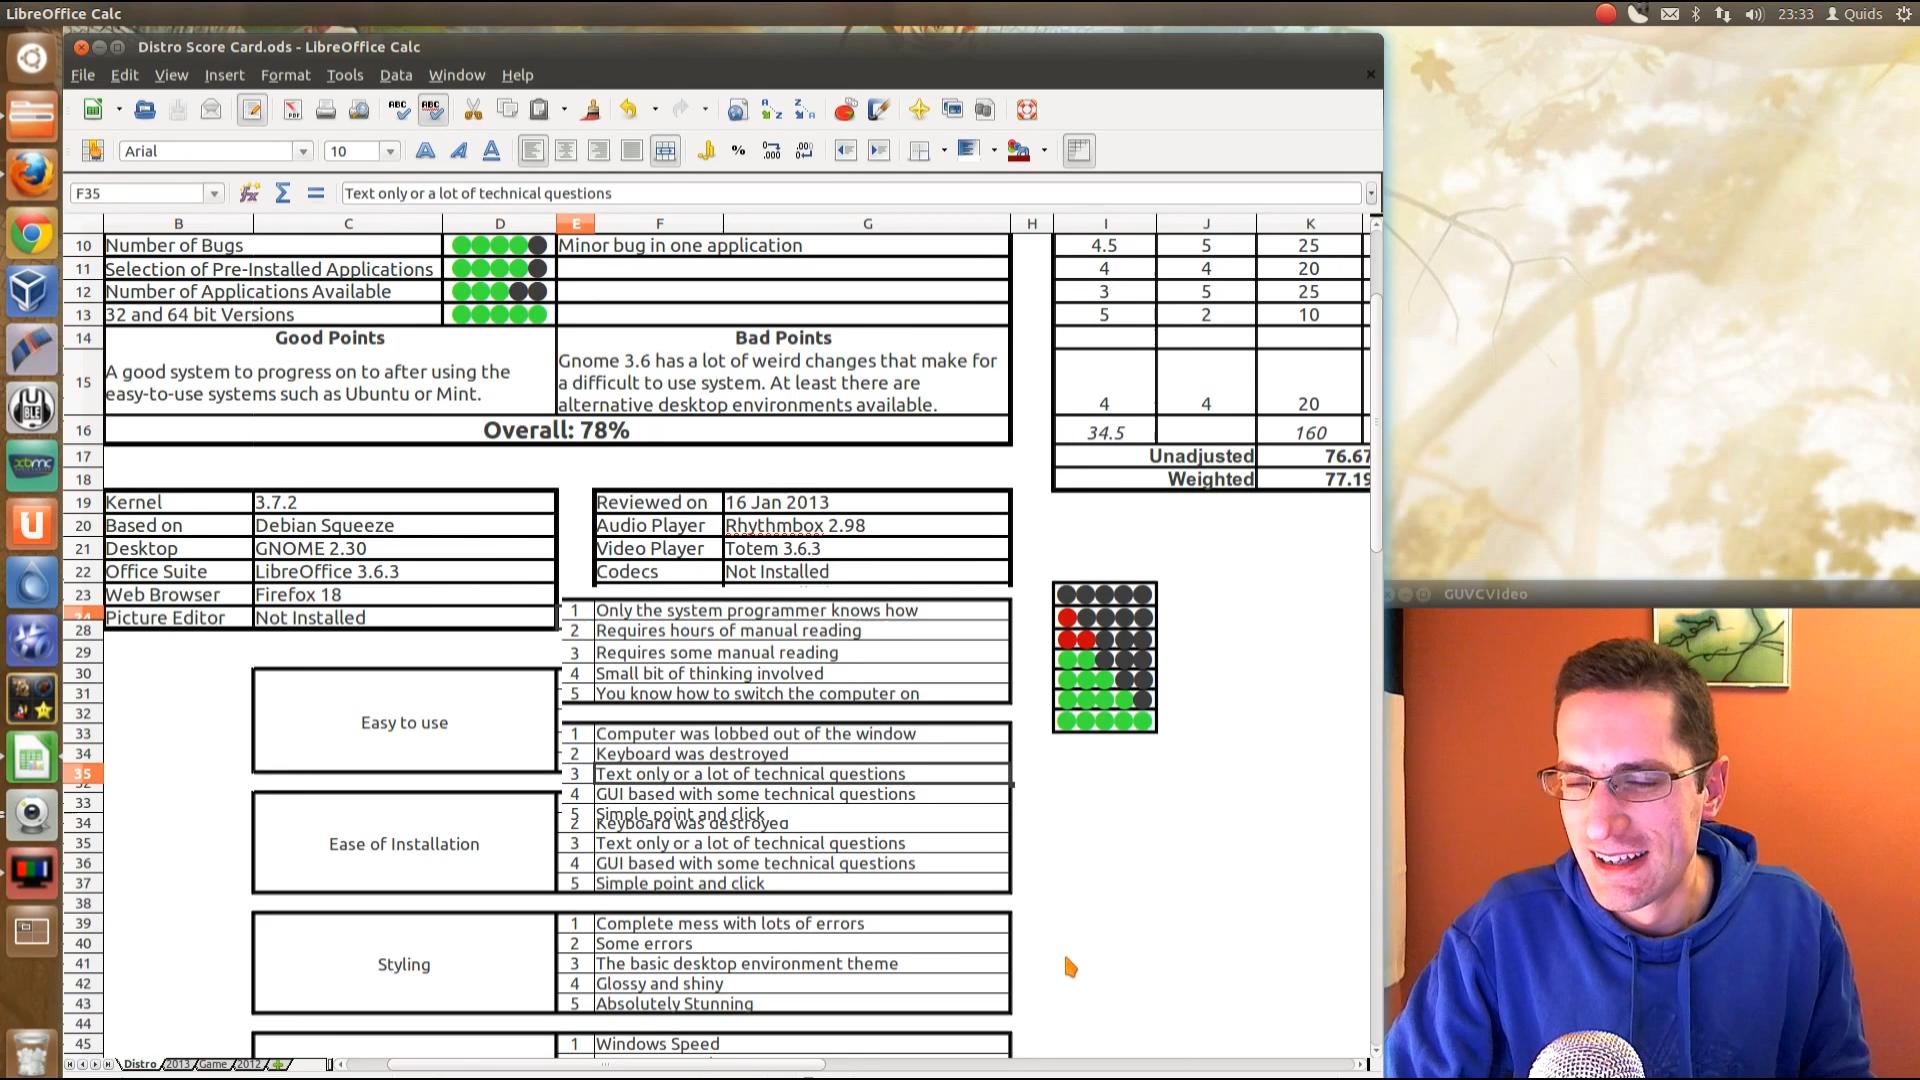 LibreOffice Calc
23:33 Quids
Distro Score Card.ods - LibreOffice Calc
File Edit View Insert Format Tools Data Window Help
Arial 10
F35 Text only or a lot of technical questions
B C D E F G H I J K
10 Number of Bugs Minor bug in one application 4.5 5 25
11 Selection of Pre-Installed Applications 4 4 20
12 Number of Applications Available 3 5 25
13 32 and 64 bit Versions 5 2 10
14 Good Points Bad Points
15 A good system to progress on to after using the easy-to-use systems such as Ubuntu or Mint.
Gnome 3.6 has a lot of weird changes that make for
a difficult to use system. At least there are
alternative desktop environments available.
4 4 20
16 Overall: 78% 34.5 160
17 Unadjusted 76.67
18 Weighted 77.19
19 Kernel 3.7.2 Reviewed on 16 Jan 2013
20 Based on Debian Squeeze Audio Player Rhythmbox 2.98
21 Desktop GNOME 2.30 Video Player Totem 3.6.3
22 Office Suite LibreOffice 3.6.3 Codecs Not Installed
23 Web Browser Firefox 18
24 Picture Editor Not Installed
GUVCVideo
1 Only the system programmer knows how
28 2 Requires hours of manual reading
29 3 Requires some manual reading
30 4 Small bit of thinking involved
31 5 You know how to switch the computer on
32 Easy to use
33 1 Computer was lobbed out of the window
34 2 Keyboard was destroyed
35 3 Text only or a lot of technical questions
32
33 4 GUI based with some technical questions
5 Simple point and click
34 2 Keyboard was destroyed
35 Ease of Installation 3 Text only or a lot of technical questions
36 4 GUI based with some technical questions
37 5 Simple point and click
38
39 1 Complete mess with lots of errors
40 2 Some errors
41 Styling 3 The basic desktop environment theme
42 4 Glossy and shiny
43 5 Absolutely Stunning
44
45 1 Windows Speed
Distro 2013 Game 2012